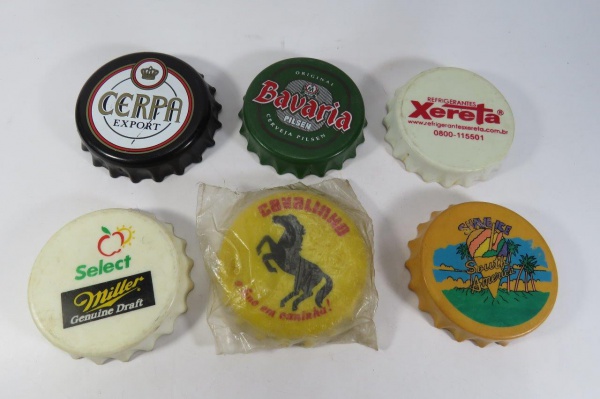 CERPA
EXPORT
ORIGINAL
Bavaria
PILSEN
CERVEJA PILSEN
REFRIGERANTES
Xereta®
www.refrigerantesxereta.com.br
0800-115501
Select
Miller
Genuine Draft
CAVALINHO
South